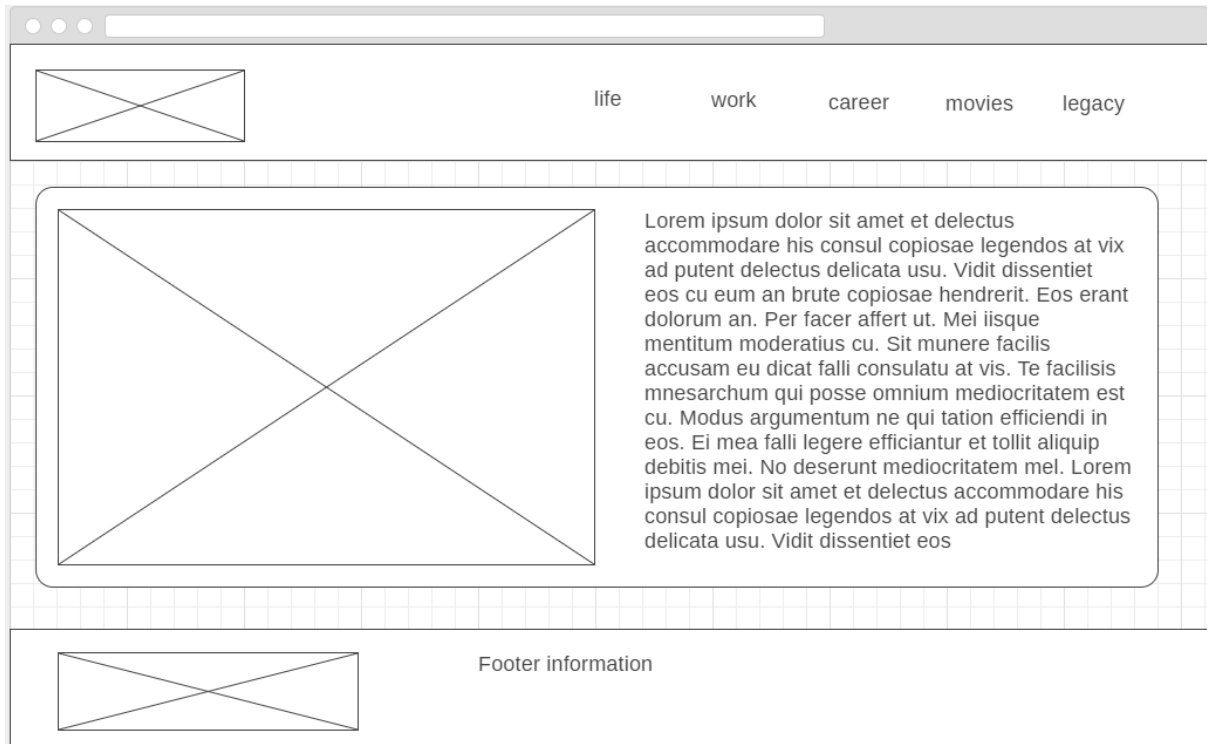 life work career movies legacy
Lorem ipsum dolor sit amet et delectus
accommodare his consul copiosae legendos at vix
ad putent delectus delicata usu. Vidit dissentiet
eos cu eum an brute copiosae hendrerit. Eos erant
dolorum an. Per facer affert ut. Mei iisque
mentitum moderatius cu. Sit munere facilis
accusam eu dicat falli consulatu at vis. Te facilisis
mnesarchum qui posse omnium mediocritatem est
cu. Modus argumentum ne qui tation efficiendi in
eos. Ei mea falli legere efficiantur et tollit aliquip
debitis mei. No deserunt mediocritatem mel. Lorem
ipsum dolor sit amet et delectus accommodare his
consul copiosae legendos at vix ad putent delectus
delicata usu. Vidit dissentiet eos
Footer information